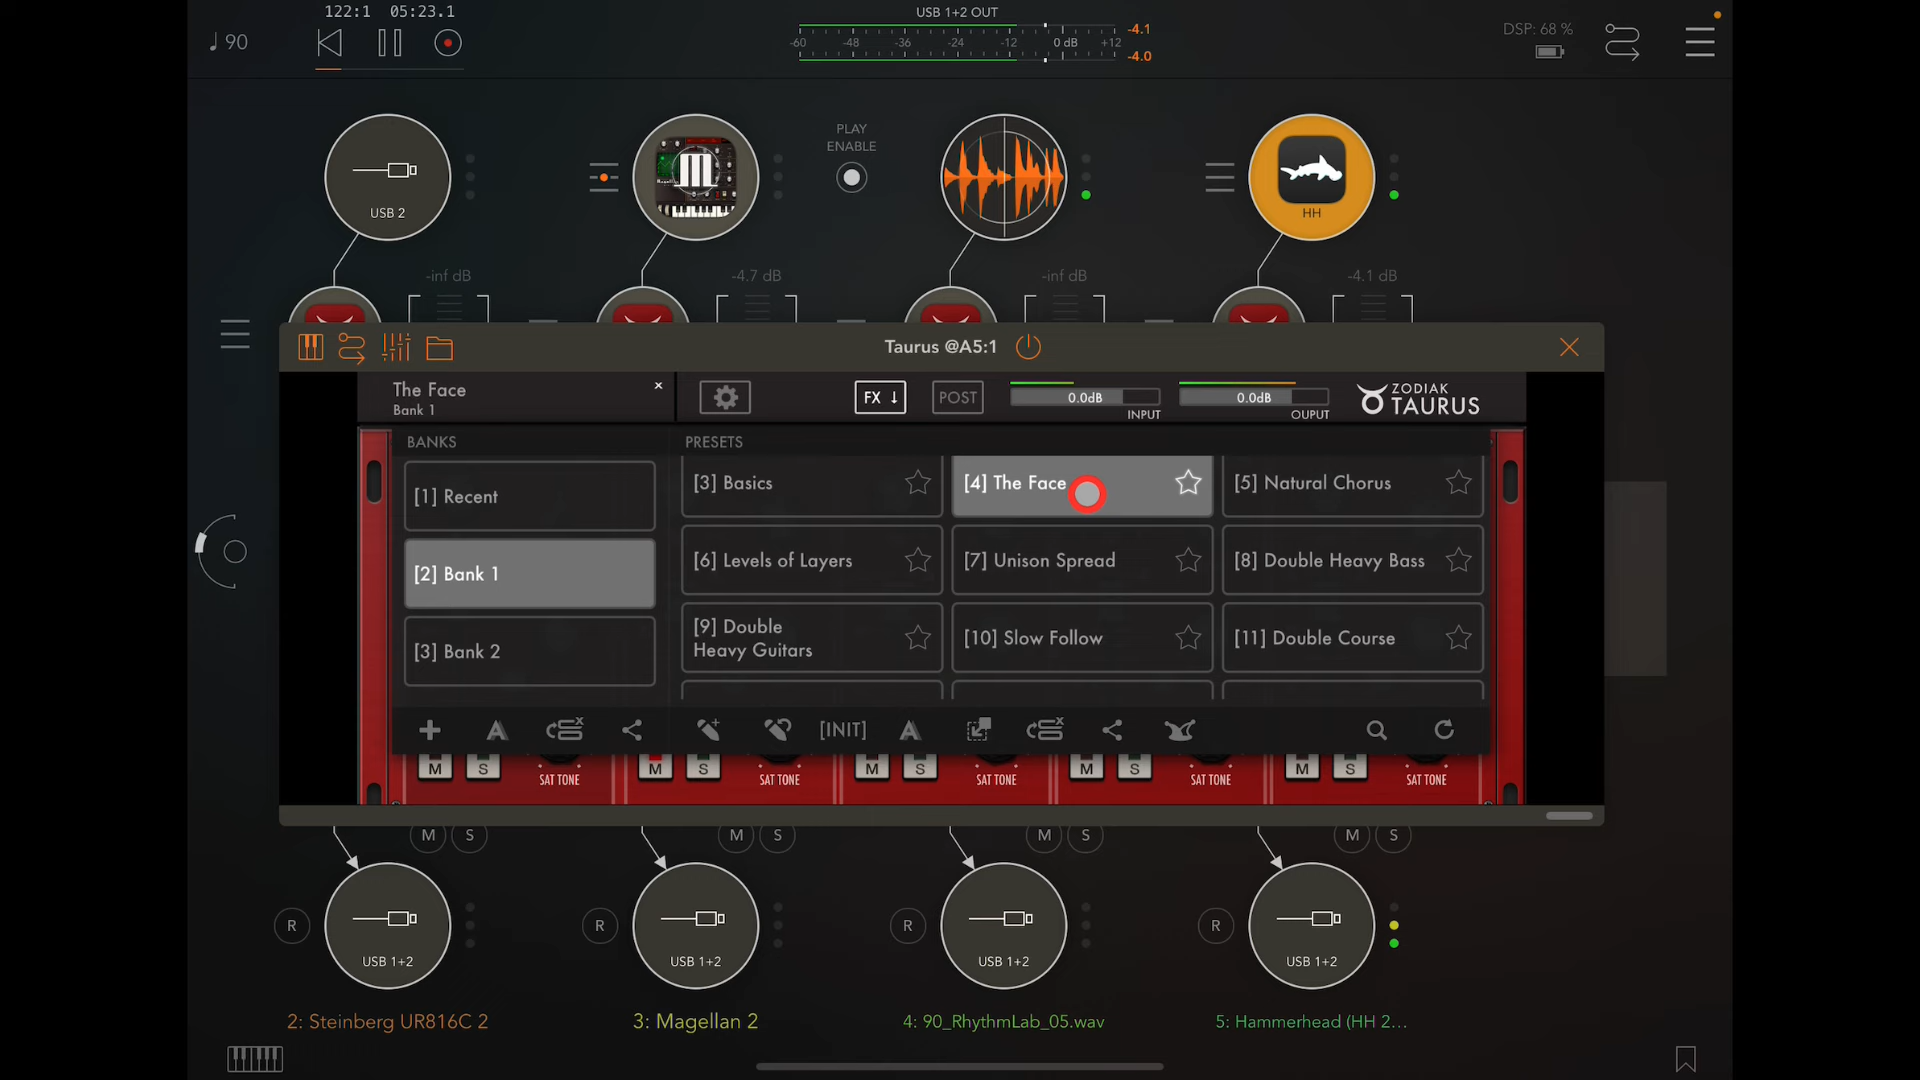 122:1 05:23.1
USB 1+2 OUT
♩ 90
-60 -48 -36 -24 -12 0 dB +12
-4.1
-4.0
DSP: 68 %
PLAY
ENABLE
USB 2
HH
-inf dB
-4.7 dB
-inf dB
-4.1 dB
Taurus @A5:1
The Face
Bank 1
×
FX ↓
POST
0.0dB
INPUT
0.0dB
OUPUT
ZODIAK
TAURUS
BANKS
PRESETS
[1] Recent
[2] Bank 1
[3] Bank 2
[3] Basics
[4] The Face
[5] Natural Chorus
[6] Levels of Layers
[7] Unison Spread
[8] Double Heavy Bass
[9] Double
Heavy Guitars
[10] Slow Follow
[11] Double Course
[INIT]
M S SAT TONE M S SAT TONE M S SAT TONE M S SAT TONE M S SAT TONE
M S M S M S M S
R USB 1+2 R USB 1+2 R USB 1+2 R USB 1+2
2: Steinberg UR816C 2
3: Magellan 2
4: 90_RhythmLab_05.wav
5: Hammerhead (HH 2...